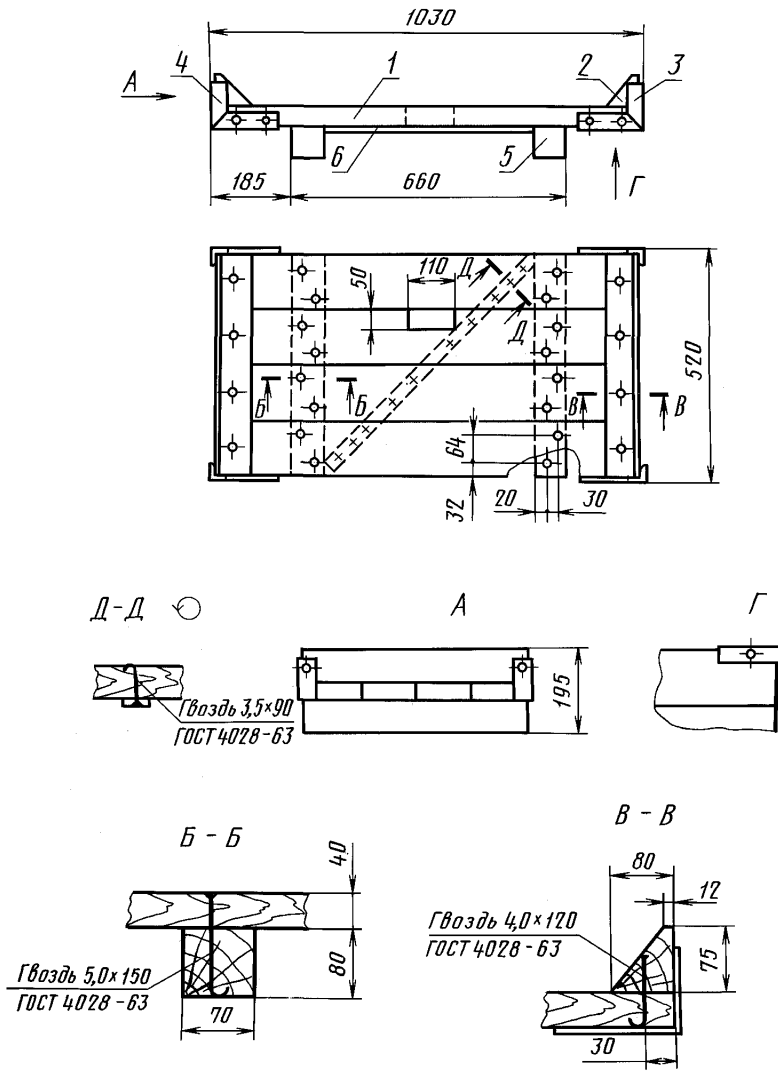 1030
А
4
1
2
3
6
5
Г
185
660
50
110
Д
Д
520
Б
Б
В
В
64
32
20
30
Д-Д
А
Г
Гвоздь 3,5×90
ГОСТ 4028-63
195
Б - Б
В - В
40
80
12
Гвоздь 4,0×120
ГОСТ 4028-63
75
80
Гвоздь 5,0×150
ГОСТ 4028-63
70
30